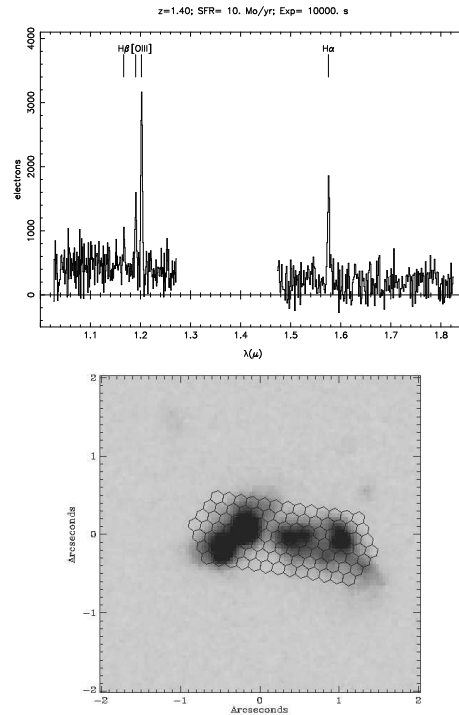 z=1.40; SFR= 10. Mo/yr; Exp= 10000. s
Hβ [OIII] Hα
4000
3000
2000
1000
0
electrons
1.1 1.2 1.3 1.4 1.5 1.6 1.7 1.8
λ(μ)
2
1
0
−1
−2
Arcseconds
−2 −1 0 1 2
Arcseconds